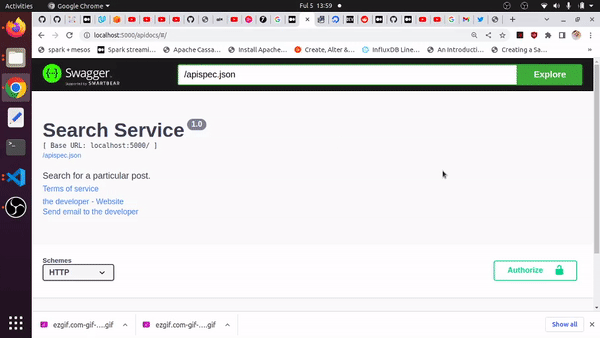 Activities
Google Chrome
Ful 5 13:59
localhost:5000/apidocs/#/
spark + mesos
Spark streami...
Apache Cassa...
Install Apache...
Create, Alter &...
InfluxDB Line...
An Introducti...
Creating a Sa...
Swagger.
Supported by SMARTBEAR
/apispec.json
Explore
Search Service 1.0
[ Base URL: localhost:5000/ ]
/apispec.json
Search for a particular post.
Terms of service
the developer - Website
Send email to the developer
Schemes
HTTP
Authorize
ezgif.com-gif-....gif
ezgif.com-gif-....gif
Show all